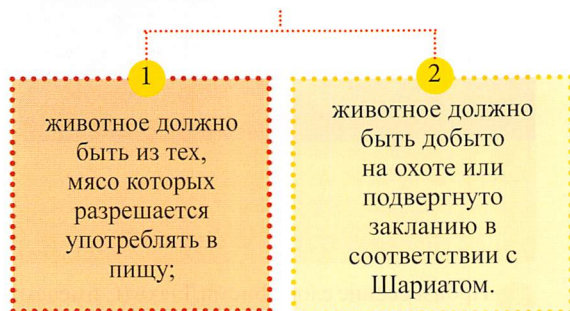 1
животное должно
быть из тех,
мясо которых
разрешается
употреблять в
пищу;
2
животное должно
быть добыто
на охоте или
подвергнуто
закланию в
соответствии с
Шариатом.